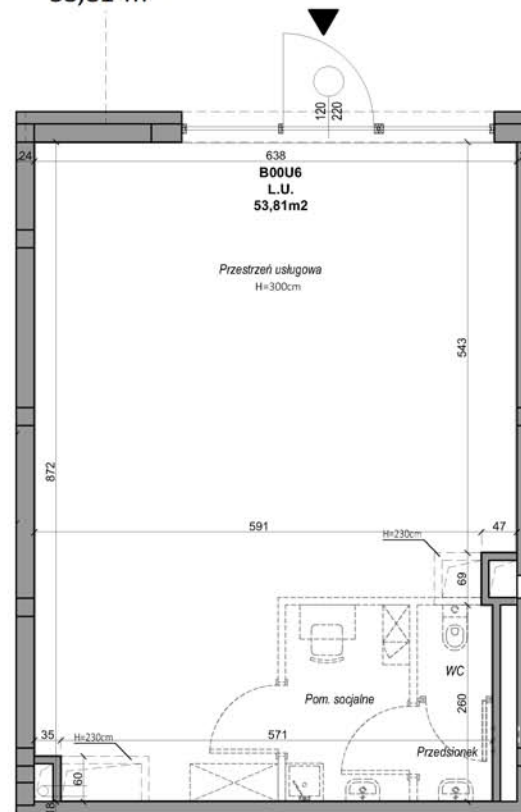 120
220
24
638
B00U6
L.U.
53,81m2
Przestrzeń usługowa
H=300cm
543
872
591
47
H=230cm
69
WC
Pom. socjalne
260
35
H=230cm
571
Przedsionek
60